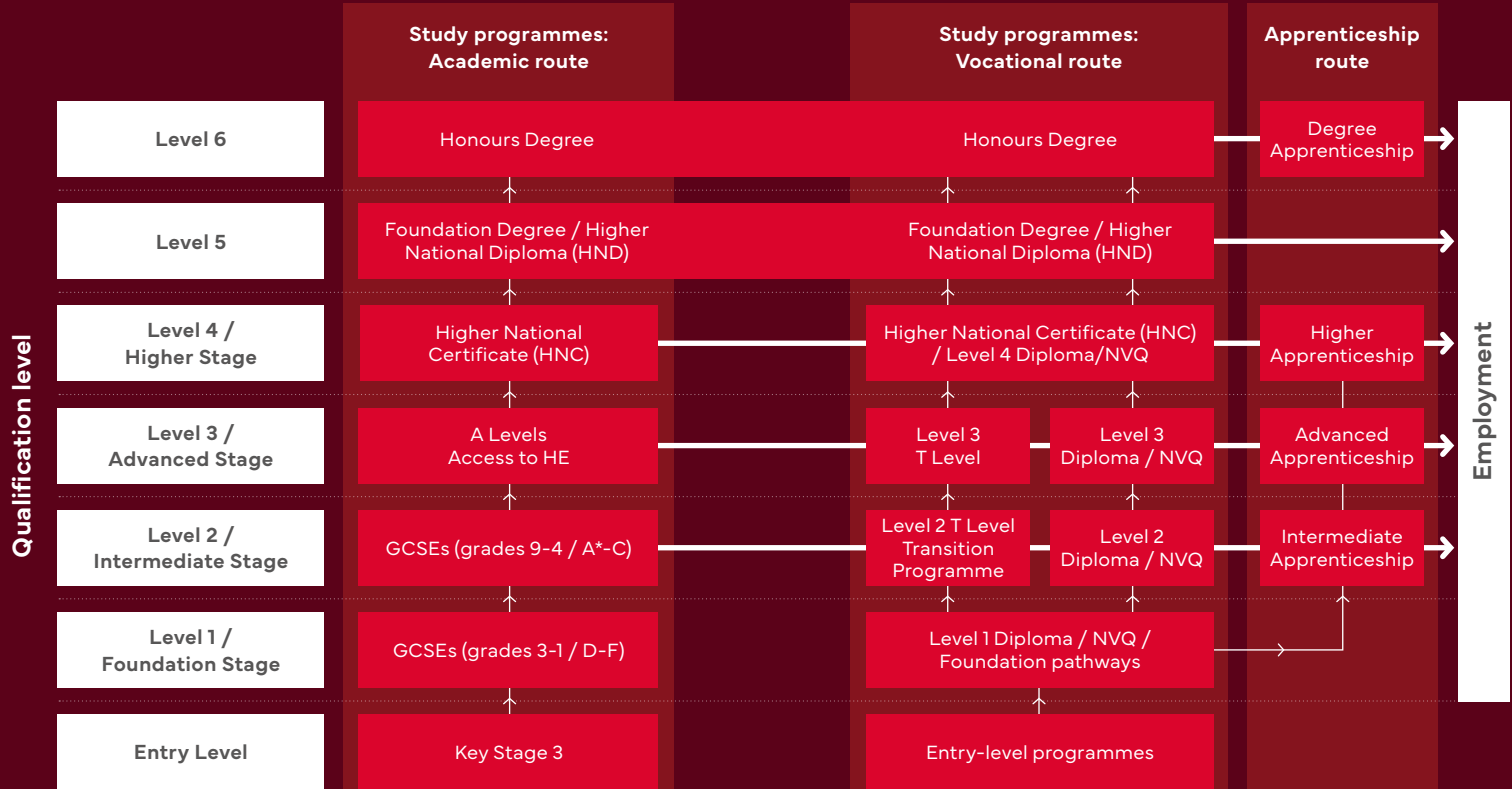 Study programmes:
Academic route
Study programmes:
Vocational route
Apprenticeship
route
Qualification level
Level 6
Honours Degree
Honours Degree
Degree
Apprenticeship
Level 5
Foundation Degree / Higher
National Diploma (HND)
Foundation Degree / Higher
National Diploma (HND)
Level 4 /
Higher Stage
Higher National
Certificate (HNC)
Higher National Certificate (HNC)
/ Level 4 Diploma/NVQ
Higher
Apprenticeship
Level 3 /
Advanced Stage
A Levels
Access to HE
Level 3
T Level
Level 3
Diploma / NVQ
Advanced
Apprenticeship
Level 2 /
Intermediate Stage
GCSEs (grades 9-4 / A*-C)
Level 2 T Level
Transition
Programme
Level 2
Diploma / NVQ
Intermediate
Apprenticeship
Level 1 /
Foundation Stage
GCSEs (grades 3-1 / D-F)
Level 1 Diploma / NVQ /
Foundation pathways
Entry Level
Key Stage 3
Entry-level programmes
Employment